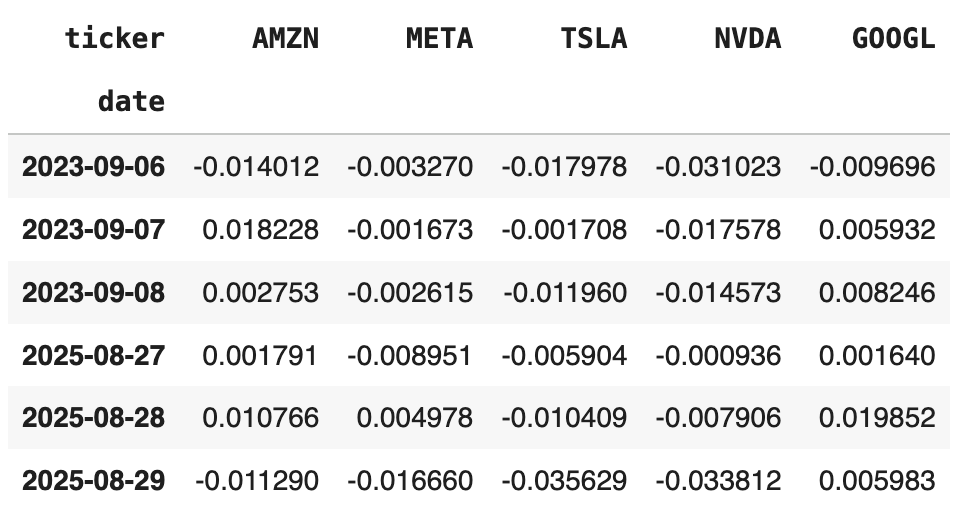 ticker AMZN META TSLA NVDA GOOGL
date
2023-09-06 -0.014012 -0.003270 -0.017978 -0.031023 -0.009696
2023-09-07 0.018228 -0.001673 -0.001708 -0.017578 0.005932
2023-09-08 0.002753 -0.002615 -0.011960 -0.014573 0.008246
2025-08-27 0.001791 -0.008951 -0.005904 -0.000936 0.001640
2025-08-28 0.010766 0.004978 -0.010409 -0.007906 0.019852
2025-08-29 -0.011290 -0.016660 -0.035629 -0.033812 0.005983